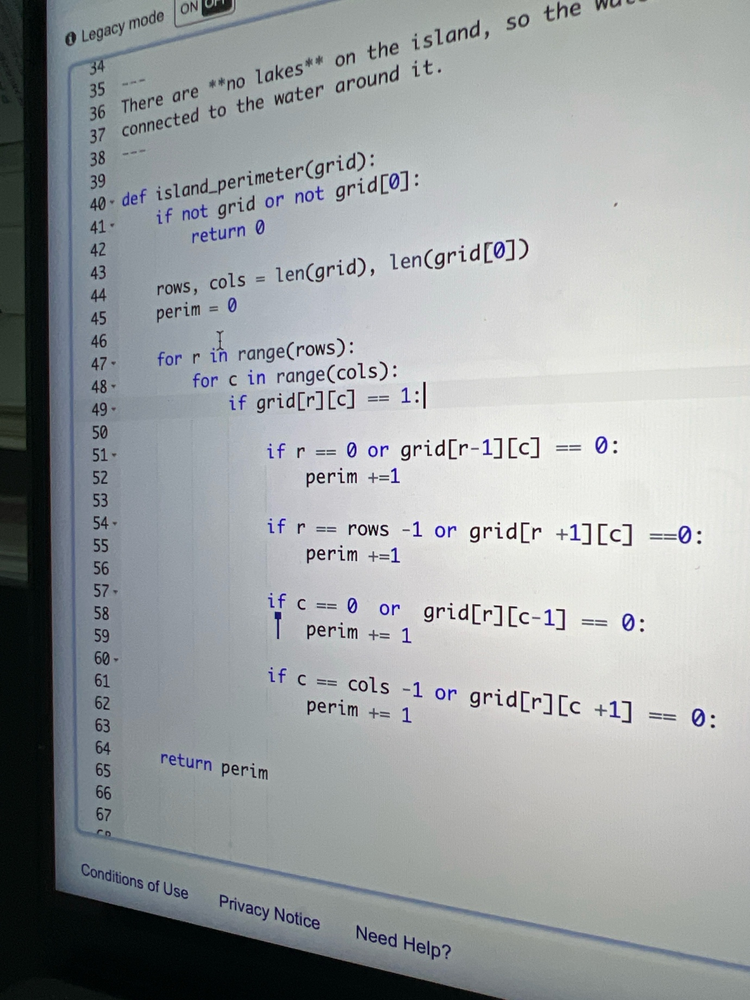 Legacy mode ON OFF
34
35 ---
36 There are **no lakes** on the island, so the
37 connected to the water around it.
38 ---
39
40 def island_perimeter(grid):
41 if not grid or not grid[0]:
42 return 0
43
44 rows, cols = len(grid), len(grid[0])
45 perim = 0
46
47 for r in range(rows):
48 for c in range(cols):
49 if grid[r][c] == 1:
50
51 if r == 0 or grid[r-1][c] == 0:
52 perim +=1
53
54 if r == rows -1 or grid[r +1][c] ==0:
55 perim +=1
56
57 if c == 0 or grid[r][c-1] == 0:
58 perim += 1
59
60 if c == cols -1 or grid[r][c +1] == 0:
61 perim += 1
62
63
64 return perim
65
66
67
Conditions of Use Privacy Notice Need Help?